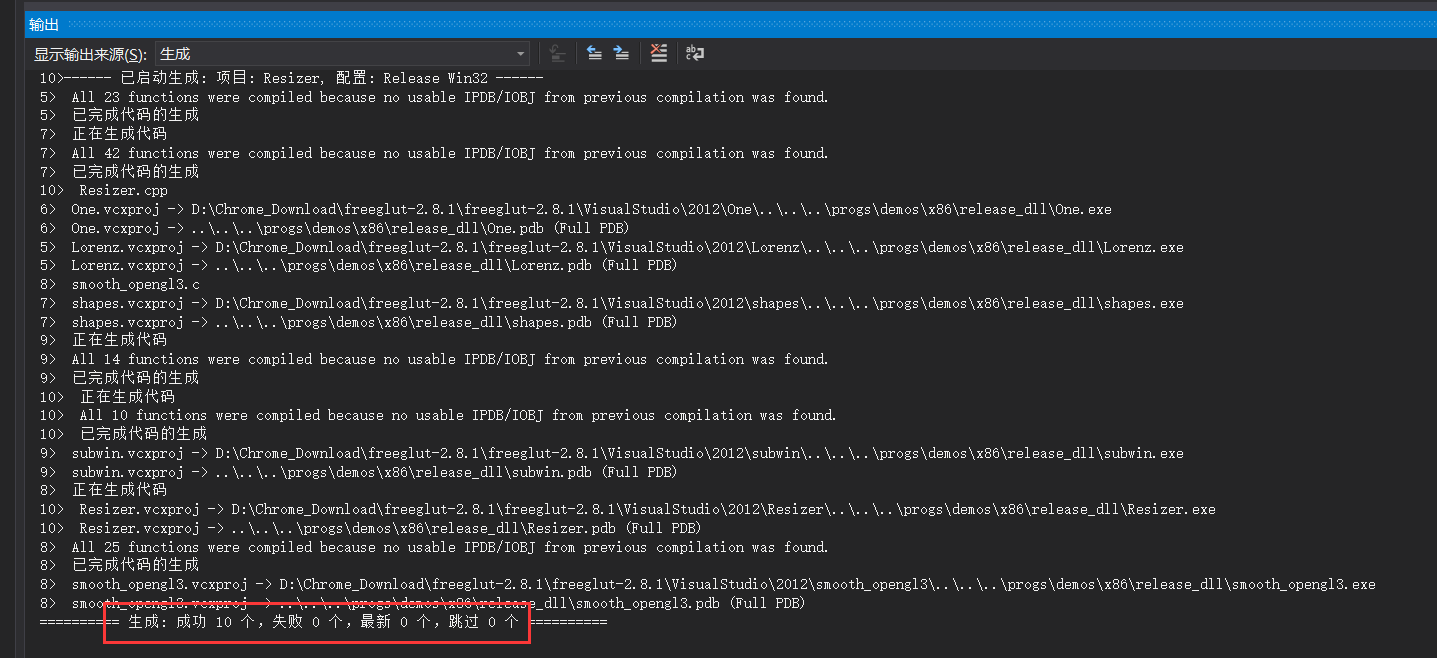 输出
显示输出来源(S): 生成
10>------ 已启动生成: 项目: Resizer, 配置: Release Win32 ------
5> All 23 functions were compiled because no usable IPDB/IOBJ from previous compilation was found.
5> 已完成代码的生成
7> 正在生成代码
7> All 42 functions were compiled because no usable IPDB/IOBJ from previous compilation was found.
7> 已完成代码的生成
10> Resizer.cpp
6> One.vcxproj -> D:\Chrome_Download\freeglut-2.8.1\freeglut-2.8.1\VisualStudio\2012\One\..\..\..\progs\demos\x86\release_dll\One.exe
6> One.vcxproj -> ..\..\..\progs\demos\x86\release_dll\One.pdb (Full PDB)
5> Lorenz.vcxproj -> D:\Chrome_Download\freeglut-2.8.1\freeglut-2.8.1\VisualStudio\2012\Lorenz\..\..\..\progs\demos\x86\release_dll\Lorenz.exe
5> Lorenz.vcxproj -> ..\..\..\progs\demos\x86\release_dll\Lorenz.pdb (Full PDB)
8> smooth_opengl3.c
7> shapes.vcxproj -> D:\Chrome_Download\freeglut-2.8.1\freeglut-2.8.1\VisualStudio\2012\shapes\..\..\..\progs\demos\x86\release_dll\shapes.exe
7> shapes.vcxproj -> ..\..\..\progs\demos\x86\release_dll\shapes.pdb (Full PDB)
9> 正在生成代码
9> All 14 functions were compiled because no usable IPDB/IOBJ from previous compilation was found.
9> 已完成代码的生成
10> 正在生成代码
10> All 10 functions were compiled because no usable IPDB/IOBJ from previous compilation was found.
10> 已完成代码的生成
9> subwin.vcxproj -> D:\Chrome_Download\freeglut-2.8.1\freeglut-2.8.1\VisualStudio\2012\subwin\..\..\..\progs\demos\x86\release_dll\subwin.exe
9> subwin.vcxproj -> ..\..\..\progs\demos\x86\release_dll\subwin.pdb (Full PDB)
8> 正在生成代码
10> Resizer.vcxproj -> D:\Chrome_Download\freeglut-2.8.1\freeglut-2.8.1\VisualStudio\2012\Resizer\..\..\..\progs\demos\x86\release_dll\Resizer.exe
10> Resizer.vcxproj -> ..\..\..\progs\demos\x86\release_dll\Resizer.pdb (Full PDB)
8> All 25 functions were compiled because no usable IPDB/IOBJ from previous compilation was found.
8> 已完成代码的生成
8> smooth_opengl3.vcxproj -> D:\Chrome_Download\freeglut-2.8.1\freeglut-2.8.1\VisualStudio\2012\smooth_opengl3\..\..\..\progs\demos\x86\release_dll\smooth_opengl3.exe
8> smooth_opengl3.vcxproj -> ..\..\..\progs\demos\x86\release_dll\smooth_opengl3.pdb (Full PDB)
========== 生成: 成功 10 个，失败 0 个，最新 0 个，跳过 0 个 ==========